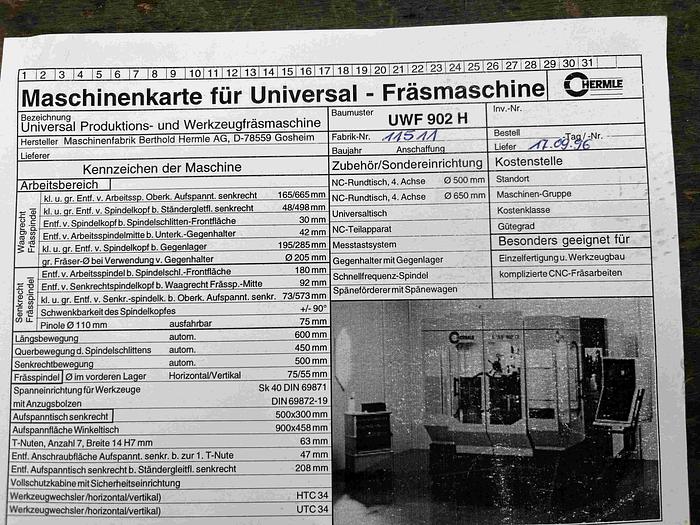 1 2 3 4 5 6 7 8 9 10 11 12 13 14 15 16 17 18 19 20 21 22 23 24 25 26 27 28 29 30 31
Maschinenkarte für Universal - Fräsmaschine
HERMLE
Bezeichnung
Universal Produktions- und Werkzeugfräsmaschine
Hersteller Maschinenfabrik Berthold Hermle AG, D-78559 Gosheim
Lieferer
Baumuster UWF 902 H
Fabrik-Nr. 11511
Baujahr Anschaffung
Inv.-Nr.
Bestell Tag / -Nr.
Liefer 17.09.96
Kennzeichen der Maschine
Arbeitsbereich
Waagrecht Frässpindel
kl. u. gr. Entf. v. Arbeitssp. Oberk. Aufspannt. senkrecht 165/665 mm
kl. u. gr. Entf. v. Spindelkopf b. Ständergleitfl. senkrecht 48/498 mm
Entf. v. Spindelkopf b. Spindelschlitten-Frontfläche 30 mm
Entf. v. Arbeitsspindelmitte b. Unterk.-Gegenhalter 42 mm
kl. u. gr. Entf. v. Spindelkopf b. Gegenlager 195/285 mm
gr. Fräser-Ø bei Verwendung v. Gegenhalter Ø 205 mm
Senkrecht Frässpindel
Entf. v. Arbeitsspindel b. Spindelschl.-Frontfläche 180 mm
Entf. v. Senkrechtspindelkopf b. Waagrecht Frässp.-Mitte 92 mm
kl. u. gr. Entf. v. Senkr.-spindelk. b. Oberk. Aufspannt. senkr. 73/573 mm
Schwenkbarkeit des Spindelkopfes +/- 90°
Pinole Ø 110 mm ausfahrbar 75 mm
Längsbewegung autom. 600 mm
Querbewegung d. Spindelschlittens autom. 450 mm
Senkrechtbewegung autom. 500 mm
Frässpindel Ø im vorderen Lager Horizontal/Vertikal 75/55 mm
Spanneinrichtung für Werkzeuge Sk 40 DIN 69871
mit Anzugsbolzen DIN 69872-19
Aufspanntisch senkrecht 500x300 mm
Aufspannfläche Winkeltisch 900x458 mm
T-Nuten, Anzahl 7, Breite 14 H7 mm 63 mm
Entf. Anschraubfläche Aufspannt. senkr. b. zur 1. T-Nute 47 mm
Entf. Aufspanntisch senkrecht b. Ständergleitfl. senkrecht 208 mm
Vollschutzkabine mit Sicherheitseinrichtung
Werkzeugwechsler /horizontal/vertikal) HTC 34
Werkzeugwechsler /horizontal/vertikal) UTC 34
Zubehör/Sondereinrichtung
NC-Rundtisch, 4. Achse Ø 500 mm
NC-Rundtisch, 4. Achse Ø 650 mm
Universaltisch
NC-Teilapparat
Messtastsystem
Gegenhalter mit Gegenlager
Schnellfrequenz-Spindel
Späneförderer mit Spänewagen
Kostenstelle
Standort
Maschinen-Gruppe
Kostenklasse
Gütegrad
Besonders geeignet für
Einzelfertigung u. Werkzeugbau
komplizierte CNC-Fräsarbeiten
HERMLE